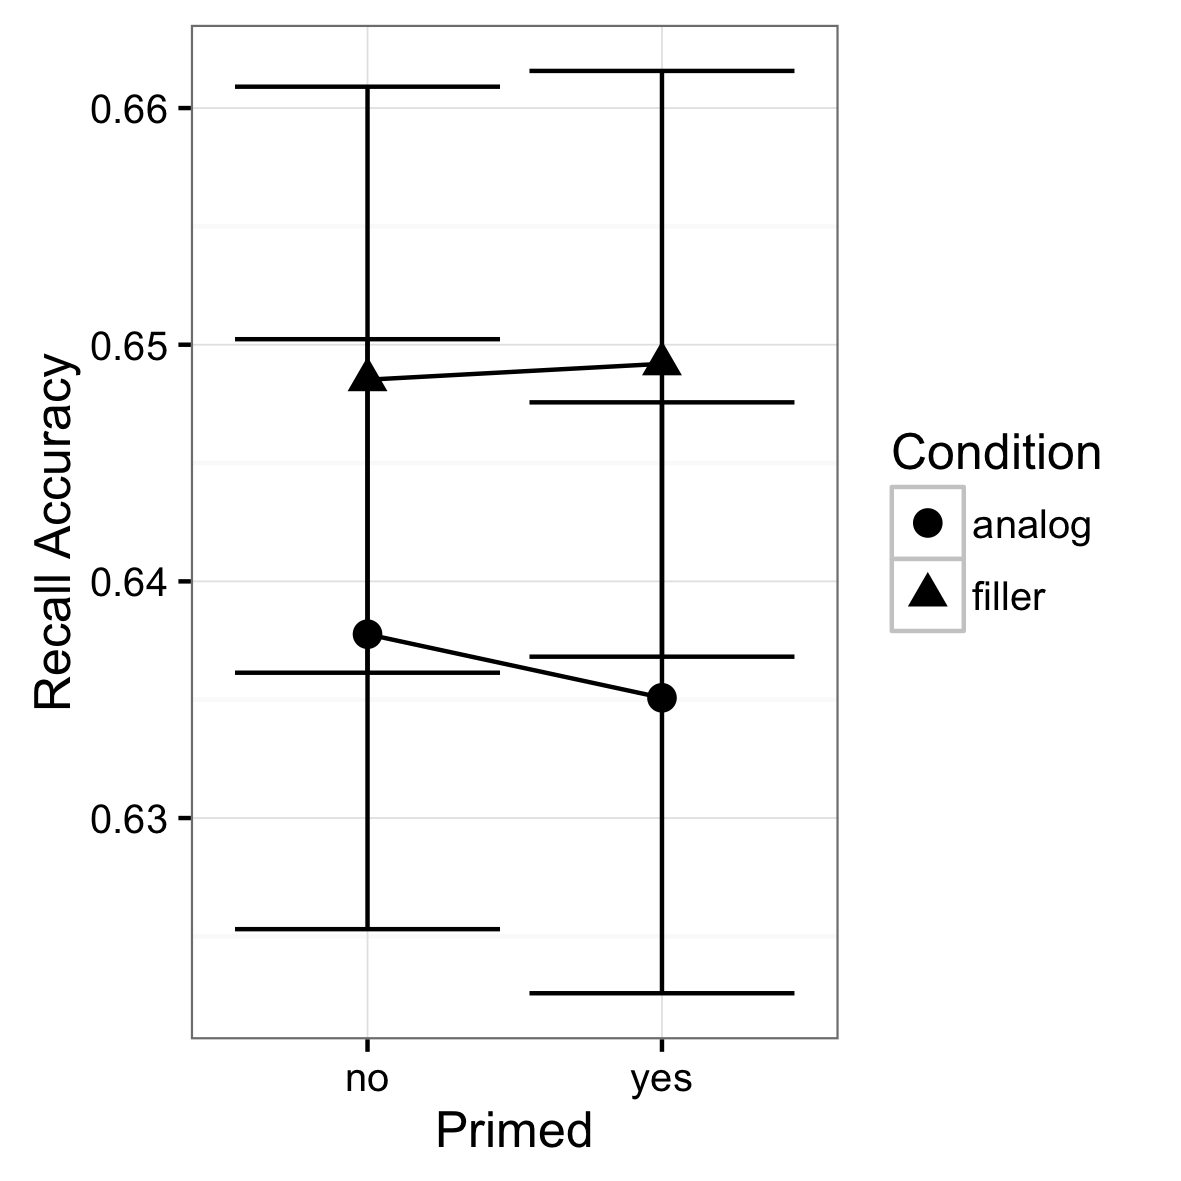 Recall Accuracy
0.66
0.65
0.64
0.63
no
yes
Primed
Condition
analog
filler